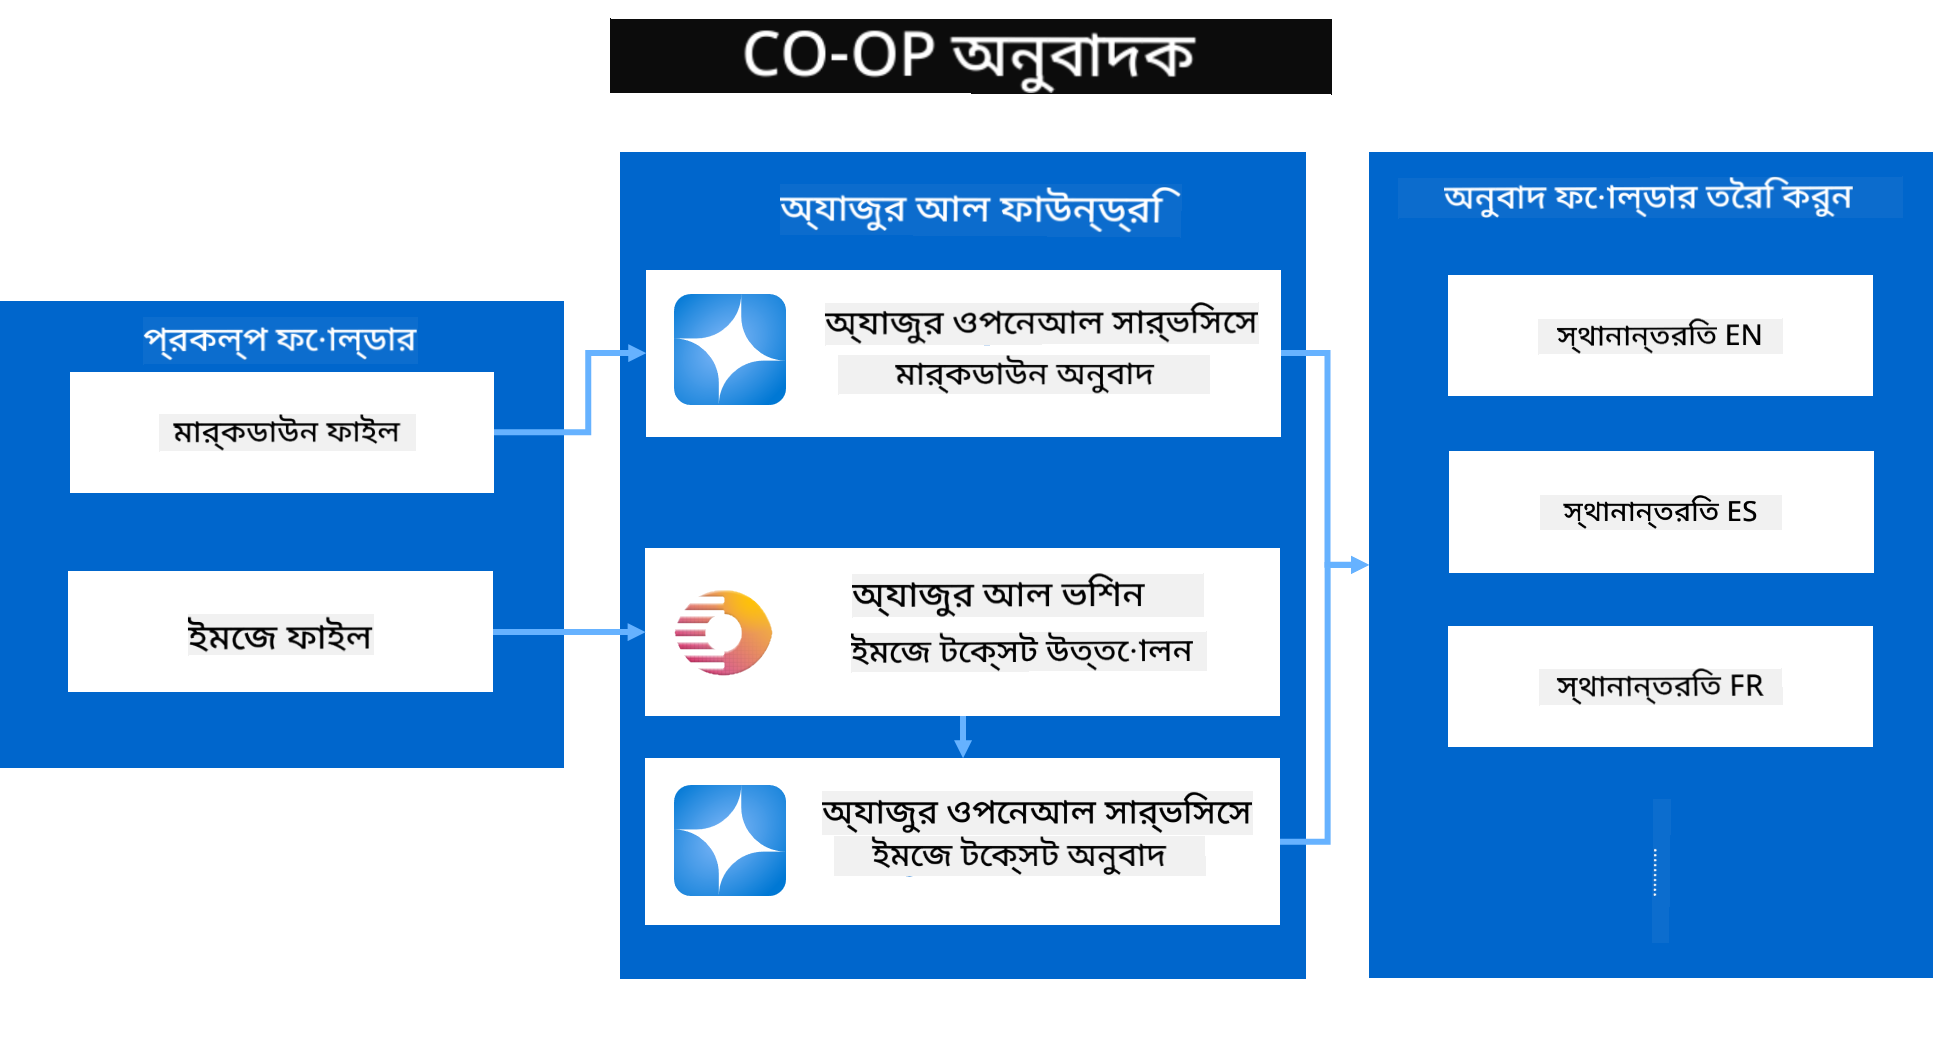 CO-OP অনুবাদক
প্রকল্প ফোল্ডার
মার্কডাউন ফাইল
ইমেজ ফাইল
অ্যাজুর আল ফাউন্ড্রি
অ্যাজুর ওপেনআল সার্ভিসেস
মার্কডাউন অনুবাদ
অ্যাজুর আল ভিশন
ইমেজ টেক্সট উত্তোলন
অ্যাজুর ওপেনআল সার্ভিসেস
ইমেজ টেক্সট অনুবাদ
অনুবাদ ফোল্ডার তৈরি করুন
স্থানান্তরিত EN
স্থানান্তরিত ES
স্থানান্তরিত FR
..........